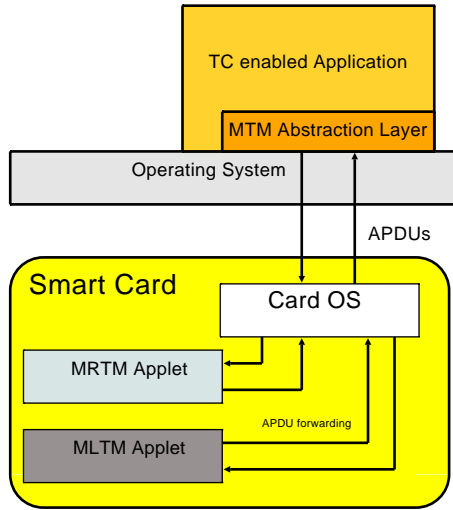 TC enabled Application
MTM Abstraction Layer
Operating System
APDUs
Smart Card
Card OS
MRTM Applet
APDU forwarding
MLTM Applet